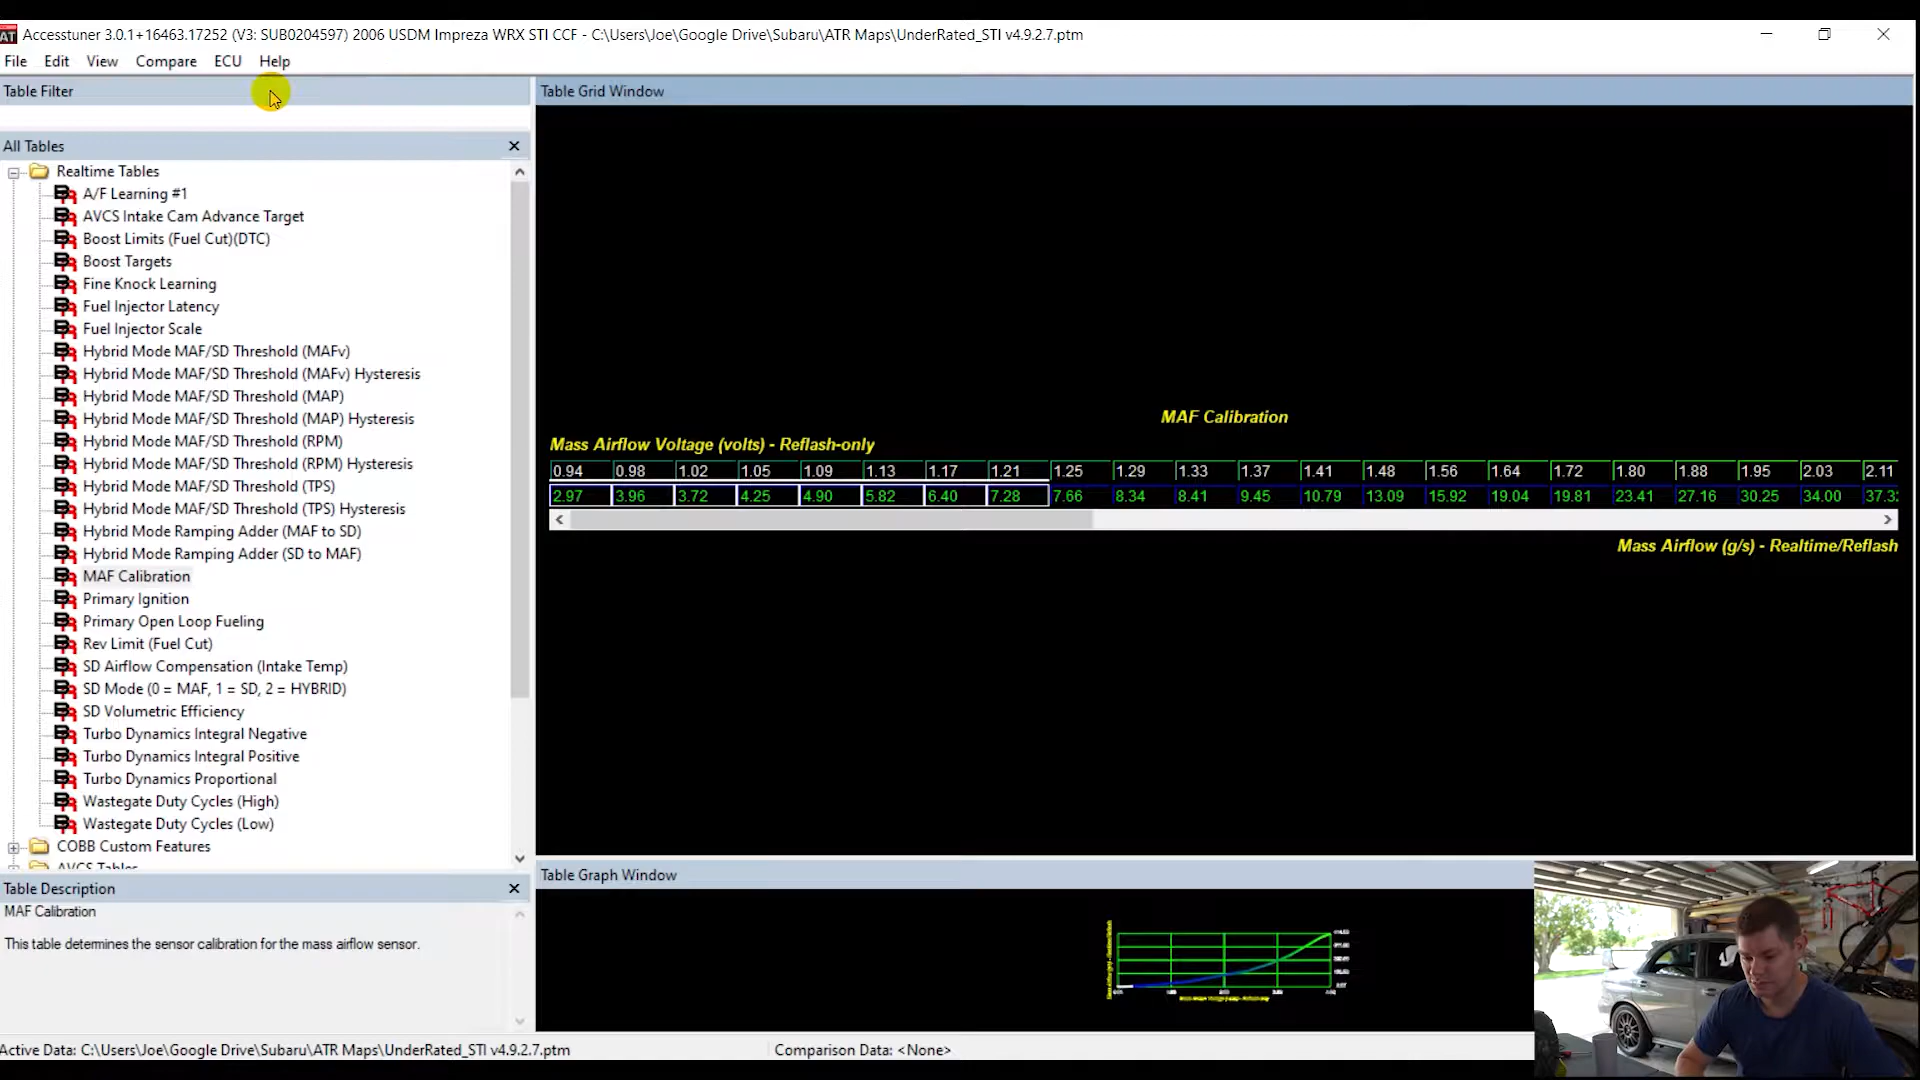 AT Accesstuner 3.0.1+16463.17252 (V3: SUB0204597) 2006 USDM Impreza WRX STI CCF - C:\Users\Joe\Google Drive\Subaru\ATR Maps\UnderRated_STI v4.9.2.7.ptm
File Edit View Compare ECU Help
Table Filter
Table Grid Window
All Tables
Realtime Tables
A/F Learning #1
AVCS Intake Cam Advance Target
Boost Limits (Fuel Cut)(DTC)
Boost Targets
Fine Knock Learning
Fuel Injector Latency
Fuel Injector Scale
Hybrid Mode MAF/SD Threshold (MAFv)
Hybrid Mode MAF/SD Threshold (MAFv) Hysteresis
Hybrid Mode MAF/SD Threshold (MAP)
Hybrid Mode MAF/SD Threshold (MAP) Hysteresis
Hybrid Mode MAF/SD Threshold (RPM)
Hybrid Mode MAF/SD Threshold (RPM) Hysteresis
Hybrid Mode MAF/SD Threshold (TPS)
Hybrid Mode MAF/SD Threshold (TPS) Hysteresis
Hybrid Mode Ramping Adder (MAF to SD)
Hybrid Mode Ramping Adder (SD to MAF)
MAF Calibration
Primary Ignition
Primary Open Loop Fueling
Rev Limit (Fuel Cut)
SD Airflow Compensation (Intake Temp)
SD Mode (0 = MAF, 1 = SD, 2 = HYBRID)
SD Volumetric Efficiency
Turbo Dynamics Integral Negative
Turbo Dynamics Integral Positive
Turbo Dynamics Proportional
Wastegate Duty Cycles (High)
Wastegate Duty Cycles (Low)
COBB Custom Features
AVCS Tables
MAF Calibration
Mass Airflow Voltage (volts) - Reflash-only
0.94 0.98 1.02 1.05 1.09 1.13 1.17 1.21 1.25 1.29 1.33 1.37 1.41 1.48 1.56 1.64 1.72 1.80 1.88 1.95 2.03 2.11
2.97 3.96 3.72 4.25 4.90 5.82 6.40 7.28 7.66 8.34 8.41 9.45 10.79 13.09 15.92 19.04 19.81 23.41 27.16 30.25 34.00 37.3
Mass Airflow (g/s) - Realtime/Reflash
Table Description
MAF Calibration
This table determines the sensor calibration for the mass airflow sensor.
Table Graph Window
Active Data: C:\Users\Joe\Google Drive\Subaru\ATR Maps\UnderRated_STI v4.9.2.7.ptm
Comparison Data: <None>